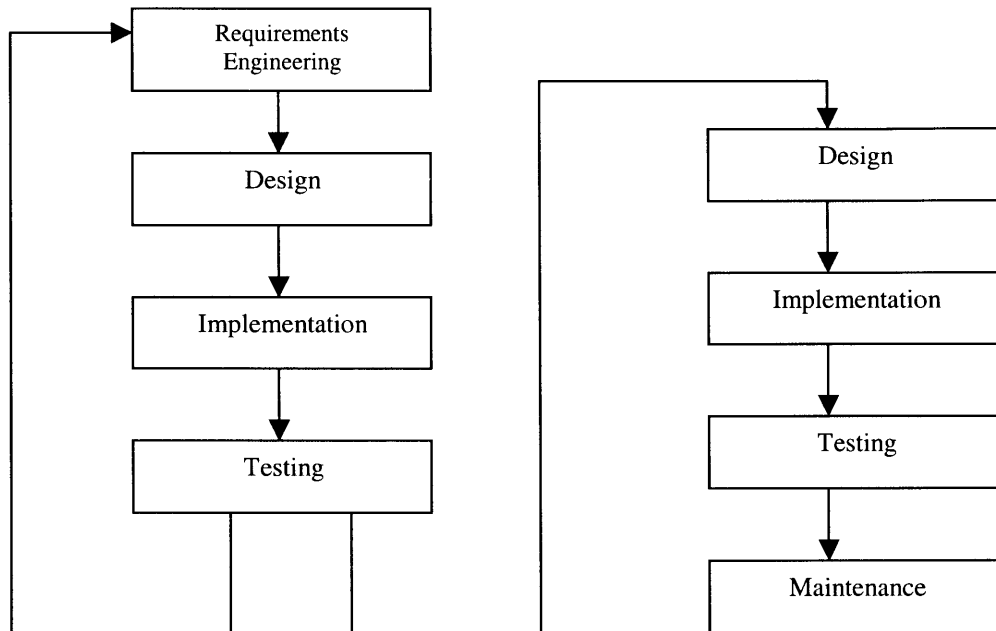 Requirements
Engineering
Design
Implementation
Testing
Design
Implementation
Testing
Maintenance